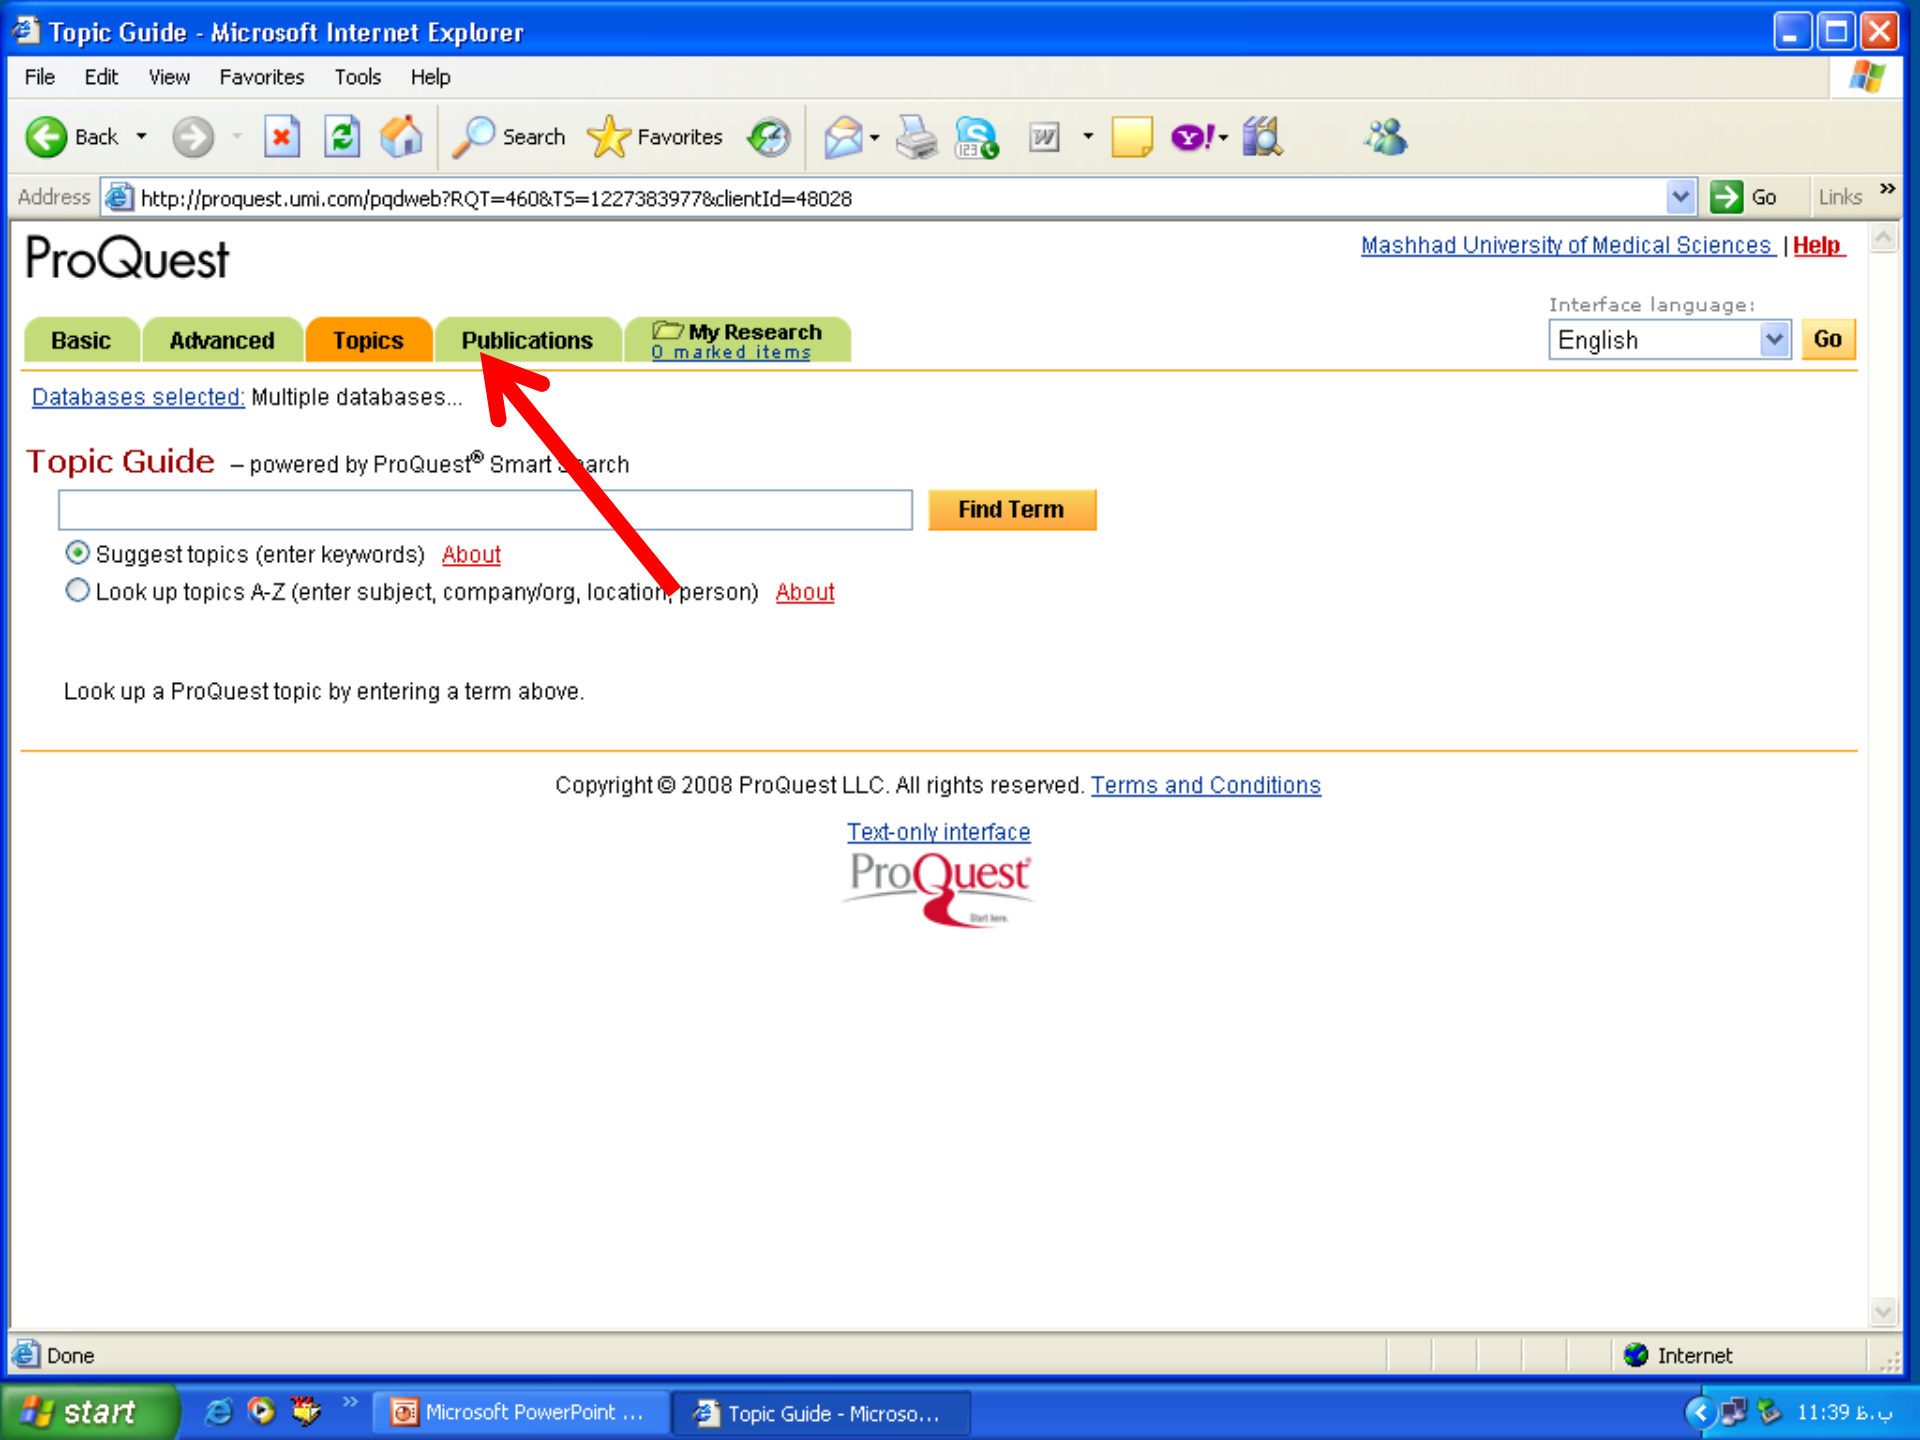 Topic Guide - Microsoft Internet Explorer
File Edit View Favorites Tools Help
Back Search Favorites
Address http://proquest.umi.com/pqdweb?RQT=460&TS=1227383977&clientId=48028 Go Links »
ProQuest
Mashhad University of Medical Sciences | Help
Interface language:
Basic Advanced Topics Publications My Research
0 marked items
English Go
Databases selected: Multiple databases...
Topic Guide – powered by ProQuest® Smart Search
Find Term
Suggest topics (enter keywords) About
Look up topics A-Z (enter subject, company/org, location, person) About
Look up a ProQuest topic by entering a term above.
Copyright © 2008 ProQuest LLC. All rights reserved. Terms and Conditions
Text-only interface
ProQuest
Start here.
Done Internet
start » Microsoft PowerPoint ... Topic Guide - Microso... 11:39 ب.ظ